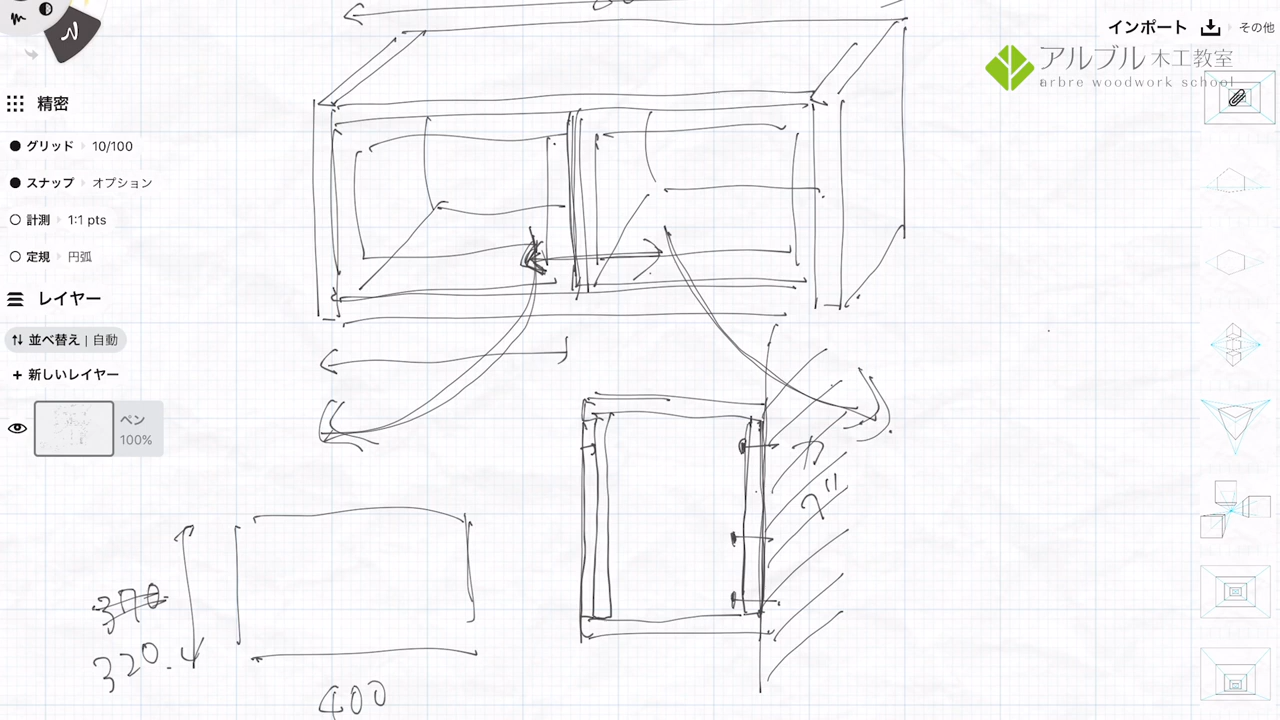 インポート
その他
アルブル木工教室
arbre woodwork school
精密
グリッド 10/100
スナップ オプション
計測 1:1 pts
定規 円弧
レイヤー
並べ替え | 自動
+ 新しいレイヤー
ペン
100%
カ
ベ
370
320.
400